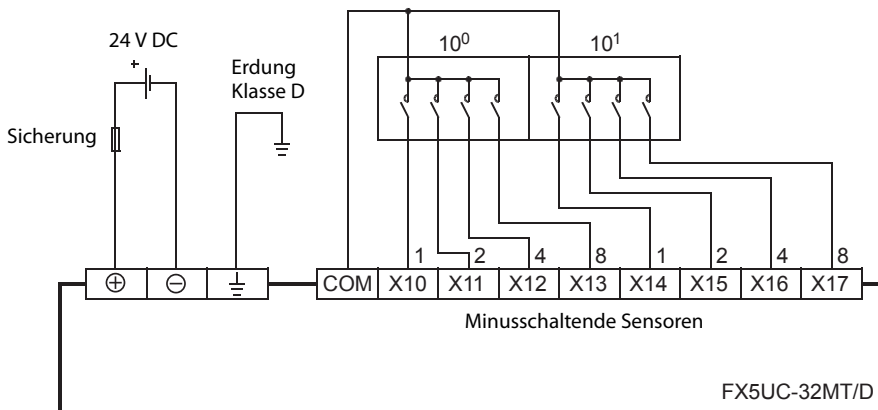 24 V DC
+
Erdung
Klasse D
Sicherung
10⁰ 10¹
1 2 4 8 1 2 4 8
+ − COM X10 X11 X12 X13 X14 X15 X16 X17
Minusschaltende Sensoren
FX5UC-32MT/D